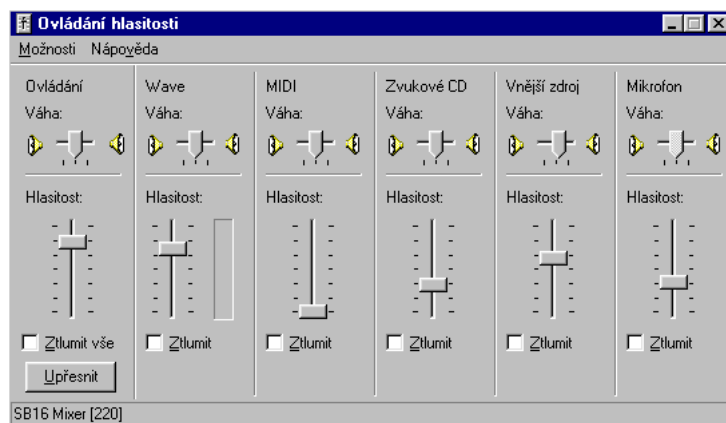 Ovládání hlasitosti
Možnosti Nápověda
Ovládání Wave MIDI Zvukové CD Vnější zdroj Mikrofon
Váha: Váha: Váha: Váha: Váha: Váha:
Hlasitost: Hlasitost: Hlasitost: Hlasitost: Hlasitost: Hlasitost:
Ztlumit vše Ztlumit Ztlumit Ztlumit Ztlumit Ztlumit
Upřesnit
SB16 Mixer [220]